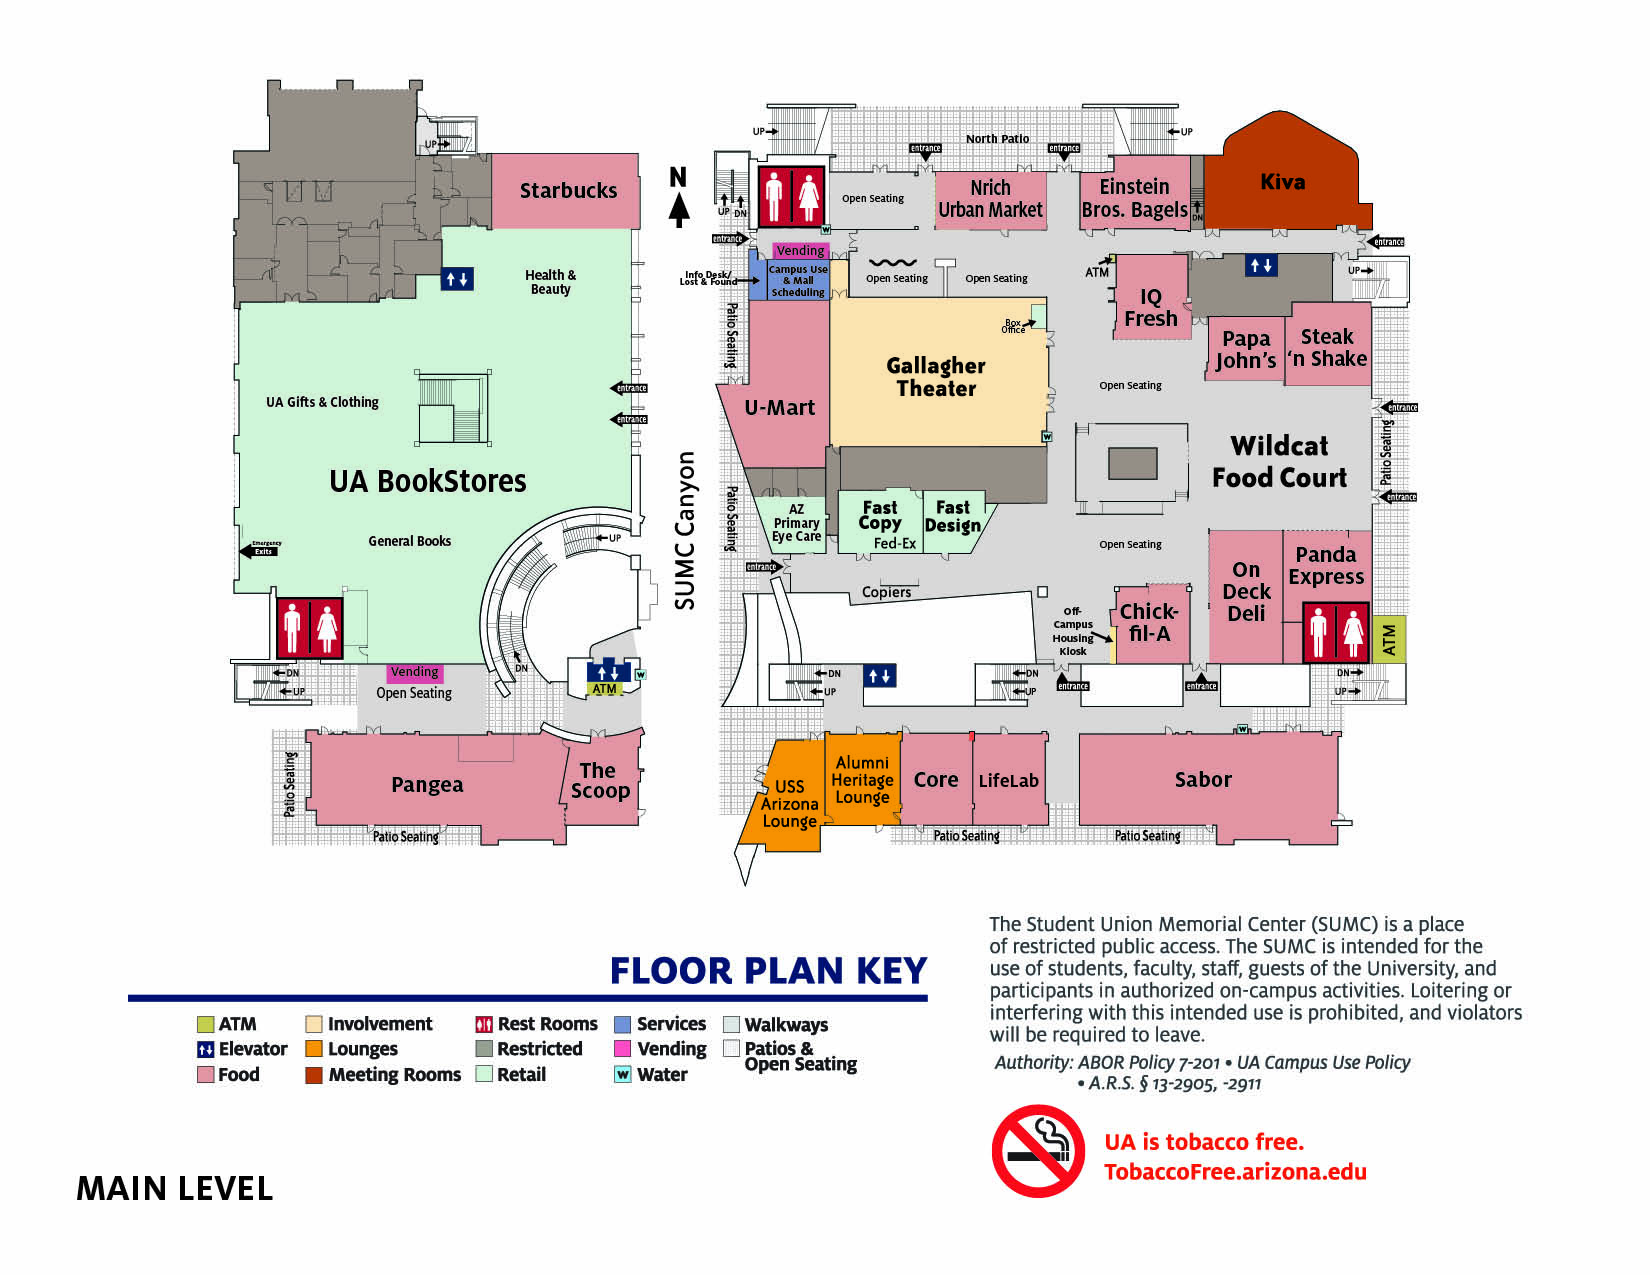 UP
Starbucks
Health &
Beauty
UA Gifts & Clothing
entrance
entrance
UA BookStores
General Books
Emergency
Exits
UP
DN
DN
UP
Vending
Open Seating
ATM
W
Patio Seating
Pangea
The
Scoop
Patio Seating
N
SUMC Canyon
UP
North Patio
UP
entrance
entrance
UP
DN
Open Seating
Nrich
Urban Market
Einstein
Bros. Bagels
DN
Kiva
W
entrance
entrance
Vending
Info Desk/
Lost & Found
Campus Use
& Mall
Scheduling
Open Seating
Open Seating
ATM
UP
IQ
Fresh
Patio Seating
Box
Office
Papa
John's
Steak
‘n Shake
Gallagher
Theater
U-Mart
Open Seating
entrance
W
Wildcat
Food Court
Patio Seating
entrance
Patio Seating
AZ
Primary
Eye Care
Fast
Copy
Fed-Ex
Fast
Design
Open Seating
entrance
Copiers
On
Deck
Deli
Panda
Express
Off-
Campus
Housing
Kiosk
Chick-
fil-A
ATM
DN
UP
DN
UP
entrance
entrance
DN
UP
W
USS
Arizona
Lounge
Alumni
Heritage
Lounge
Core
LifeLab
Sabor
Patio Seating
Patio Seating
FLOOR PLAN KEY
ATM
Elevator
Food
Involvement
Lounges
Meeting Rooms
Rest Rooms
Restricted
Retail
Services
Vending
W Water
Walkways
Patios &
Open Seating
The Student Union Memorial Center (SUMC) is a place
of restricted public access. The SUMC is intended for the
use of students, faculty, staff, guests of the University, and
participants in authorized on-campus activities. Loitering or
interfering with this intended use is prohibited, and violators
will be required to leave.
Authority: ABOR Policy 7-201 • UA Campus Use Policy
• A.R.S. § 13-2905, -2911
UA is tobacco free.
TobaccoFree.arizona.edu
MAIN LEVEL